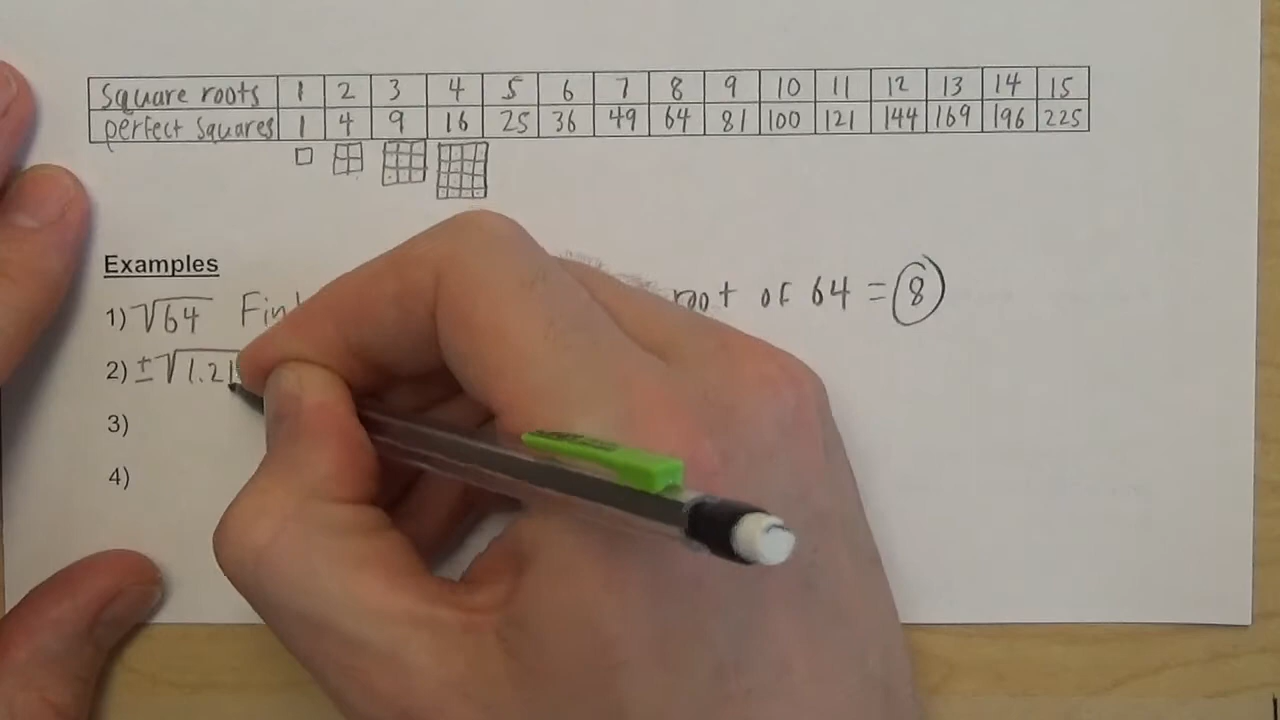 Square roots 1 2 3 4 5 6 7 8 9 10 11 12 13 14 15
perfect squares 1 4 9 16 25 36 49 64 81 100 121 144 169 196 225
Examples
1) √64 Fin root of 64 = 8
2) ±√1.21
3)
4)